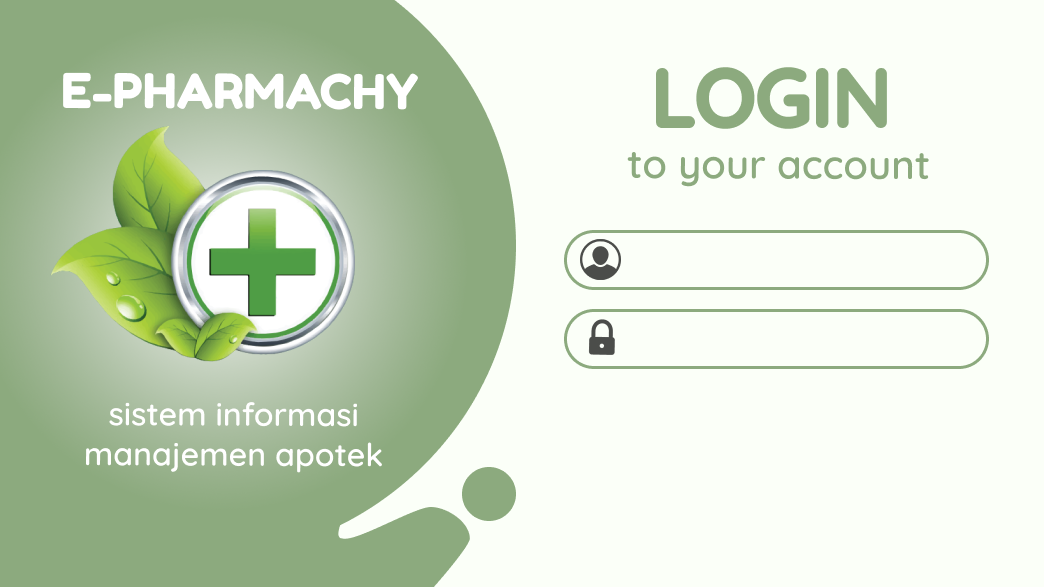 E-PHARMACHY
sistem informasi
manajemen apotek
LOGIN
to your account